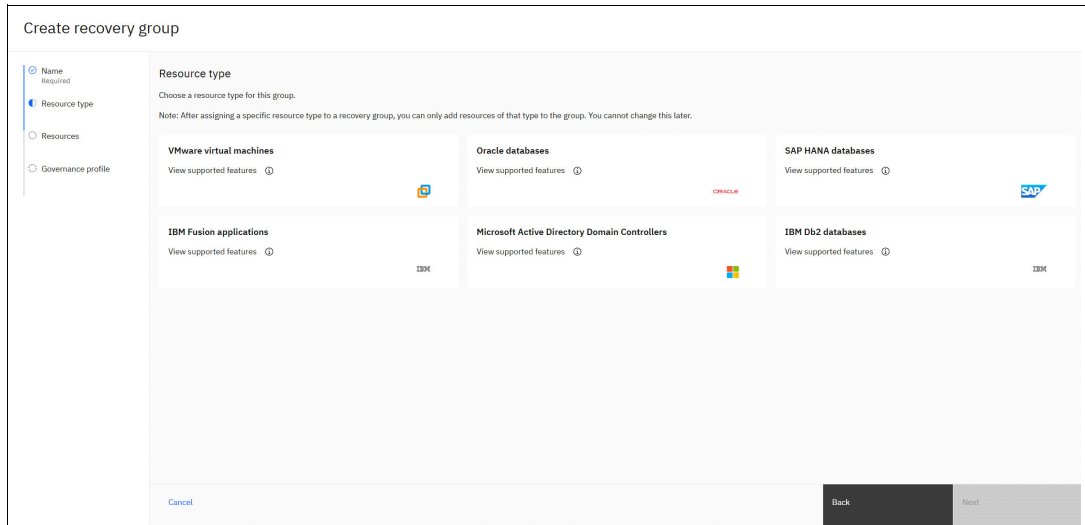 Create recovery group
Name
Required
Resource type
Resources
Governance profile
Resource type
Choose a resource type for this group.
Note: After assigning a specific resource type to a recovery group, you can only add resources of that type to the group. You cannot change this later.
VMware virtual machines
View supported features
Oracle databases
View supported features
ORACLE
SAP HANA databases
View supported features
SAP
IBM Fusion applications
View supported features
IBM
Microsoft Active Directory Domain Controllers
View supported features
IBM Db2 databases
View supported features
IBM
Cancel
Back
Next